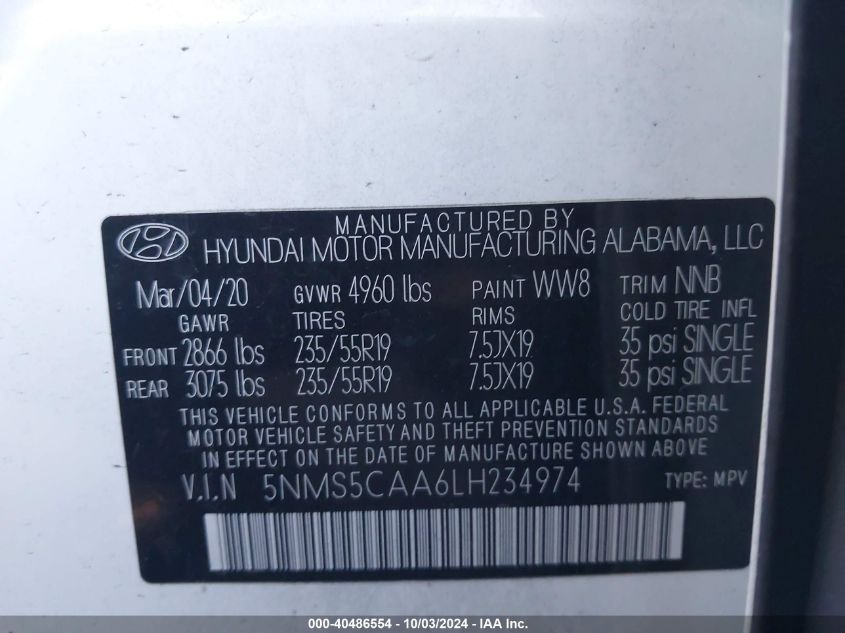 MANUFACTURED BY
HYUNDAI MOTOR MANUFACTURING ALABAMA, LLC
Mar/04/20 GVWR 4960 lbs PAINT WW8 TRIM NNB
GAWR TIRES RIMS COLD TIRE INFL
FRONT 2866 lbs 235/55R19 7.5JX19 35 psi SINGLE
REAR 3075 lbs 235/55R19 7.5JX19 35 psi SINGLE
THIS VEHICLE CONFORMS TO ALL APPLICABLE U.S.A. FEDERAL
MOTOR VEHICLE SAFETY AND THEFT PREVENTION STANDARDS
IN EFFECT ON THE DATE OF MANUFACTURE SHOWN ABOVE
V.I.N 5NMS5CAA6LH234974 TYPE: MPV
000-40486554 - 10/03/2024 - IAA Inc.